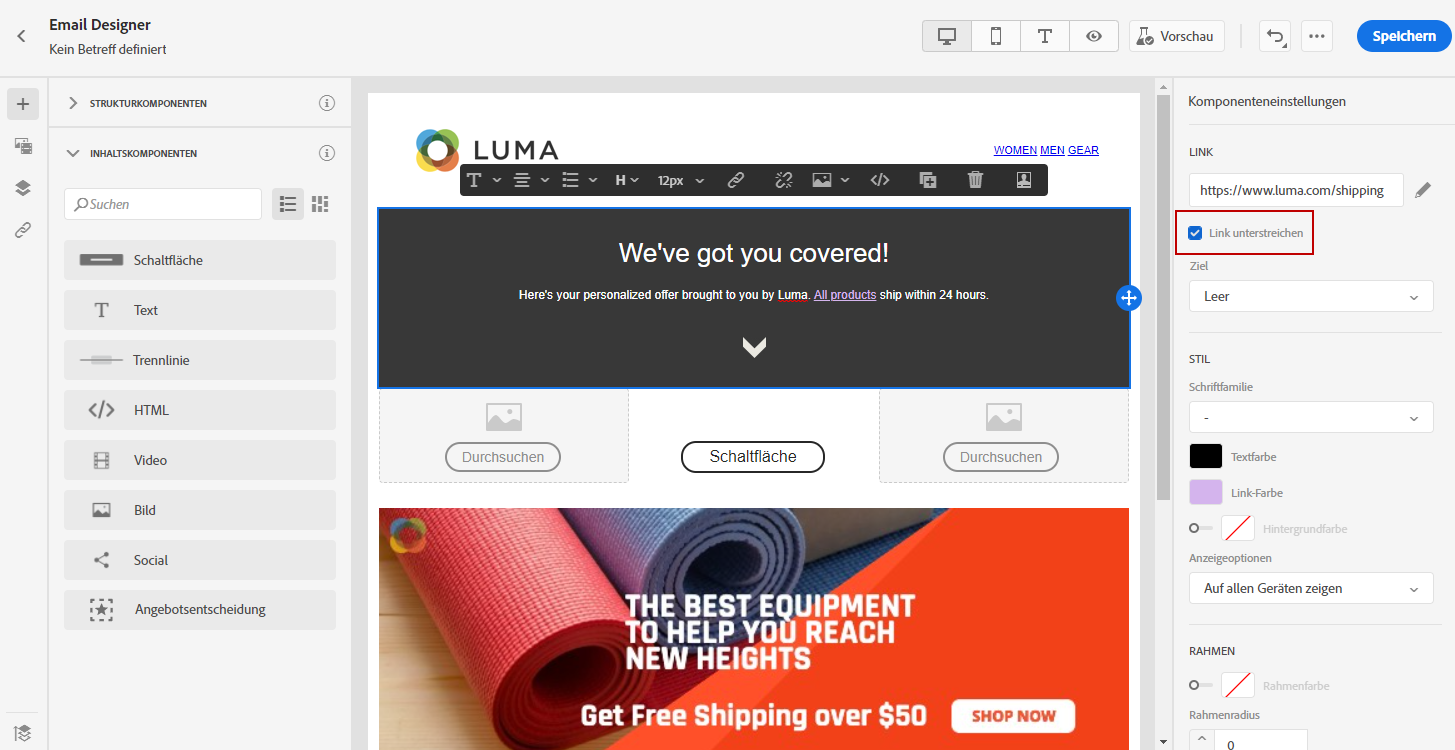 Email Designer
Kein Betreff definiert
Vorschau
Speichern
STRUKTURKOMPONENTEN
INHALTSKOMPONENTEN
Suchen
Schaltfläche
Text
Trennlinie
HTML
Video
Bild
Social
Angebotsentscheidung
LUMA
WOMEN MEN GEAR
H
12px
We've got you covered!
Here's your personalized offer brought to you by Luma. All products ship within 24 hours.
Durchsuchen
Schaltfläche
Durchsuchen
THE BEST EQUIPMENT
TO HELP YOU REACH
NEW HEIGHTS
Get Free Shipping over $50
SHOP NOW
Komponenteneinstellungen
LINK
https://www.luma.com/shipping
Link unterstreichen
Ziel
Leer
STIL
Schriftfamilie
-
Textfarbe
Link-Farbe
Hintergrundfarbe
Anzeigeoptionen
Auf allen Geräten zeigen
RAHMEN
Rahmenfarbe
Rahmenradius
0